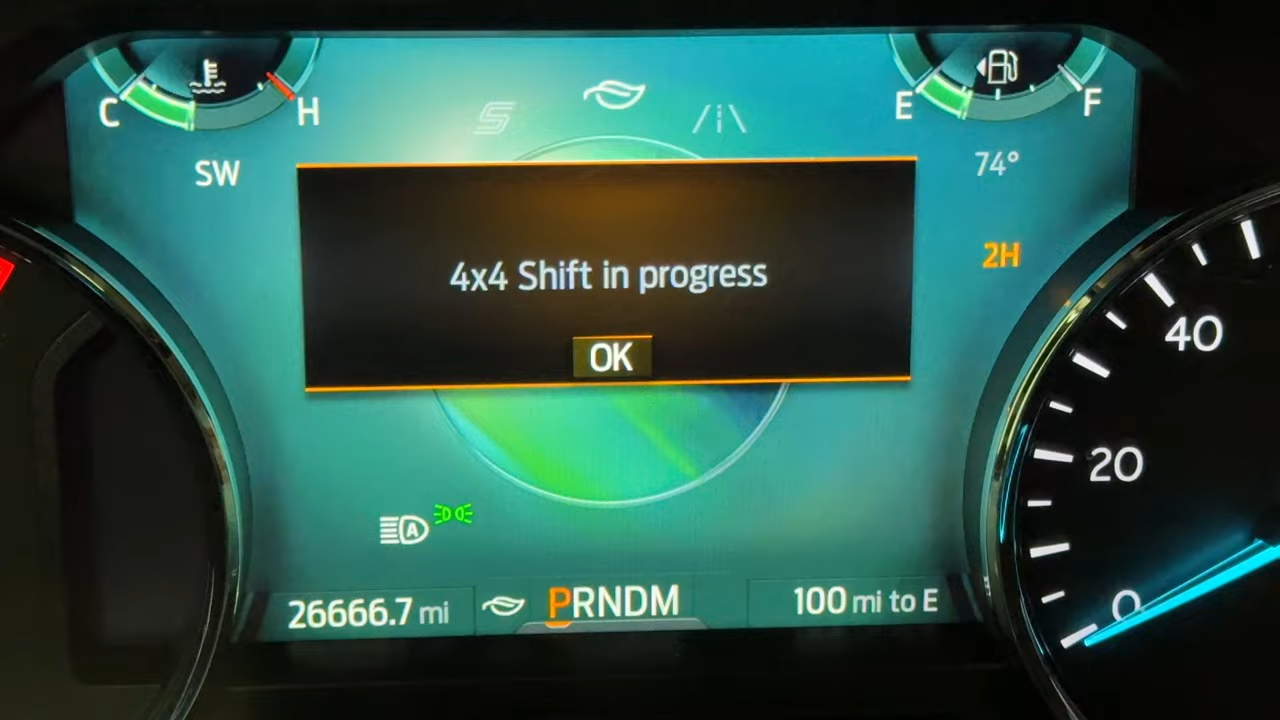 C
H
E
F
SW
74°
2H
4x4 Shift in progress
OK
40
20
0
A
26666.7 mi
PRNDM
100 mi to E